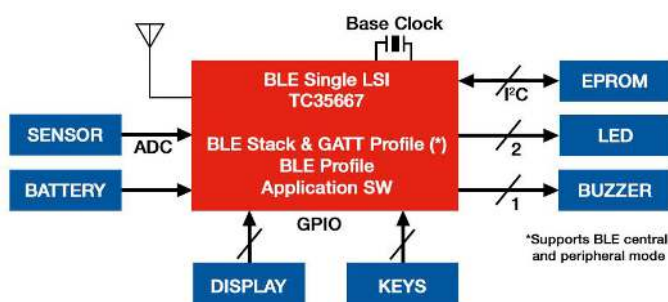 Base Clock
BLE Single LSI
TC35667
BLE Stack & GATT Profile (*)
BLE Profile
Application SW
SENSOR
ADC
BATTERY
I²C
EPROM
2
LED
1
BUZZER
GPIO
DISPLAY
KEYS
*Supports BLE central
and peripheral mode